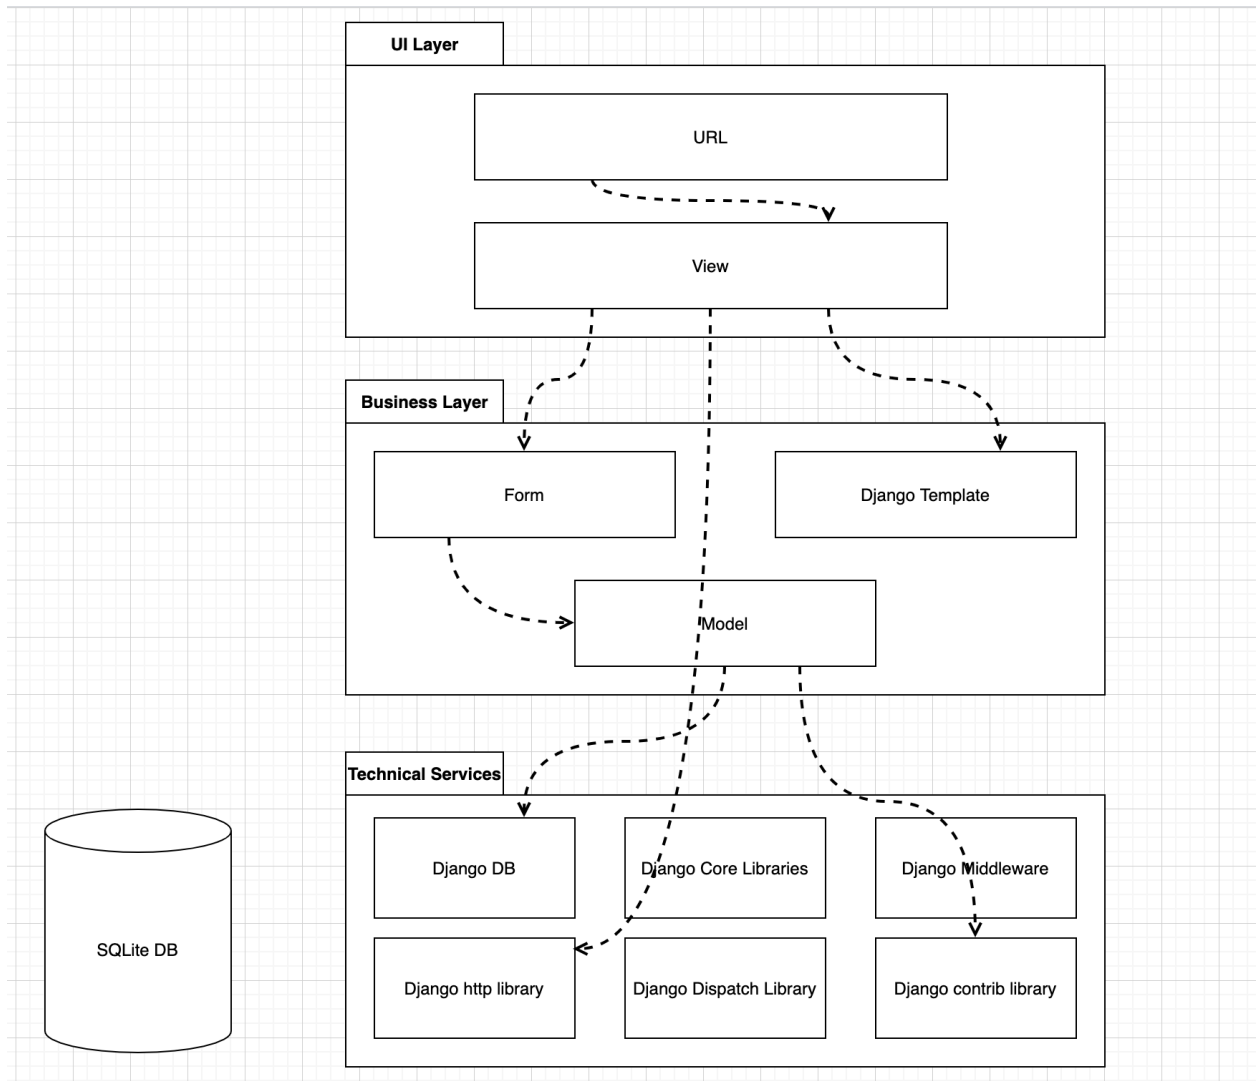 UI Layer
URL
View
Business Layer
Form
Django Template
Model
Technical Services
Django DB
Django Core Libraries
Django Middleware
SQLite DB
Django http library
Django Dispatch Library
Django contrib library